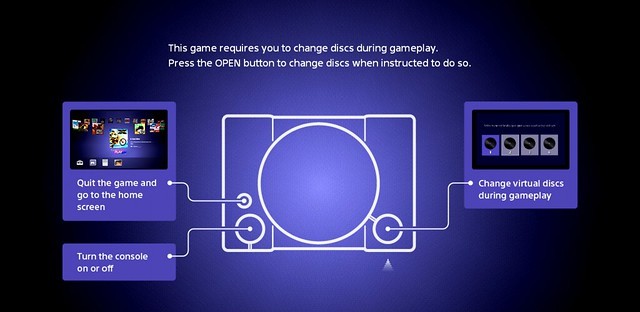 This game requires you to change discs during gameplay.
Press the OPEN button to change discs when instructed to do so.
Quit the game and
go to the home
screen
Change virtual discs
during gameplay
Turn the console
on or off